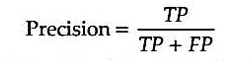 Precision = TP / TP + FP